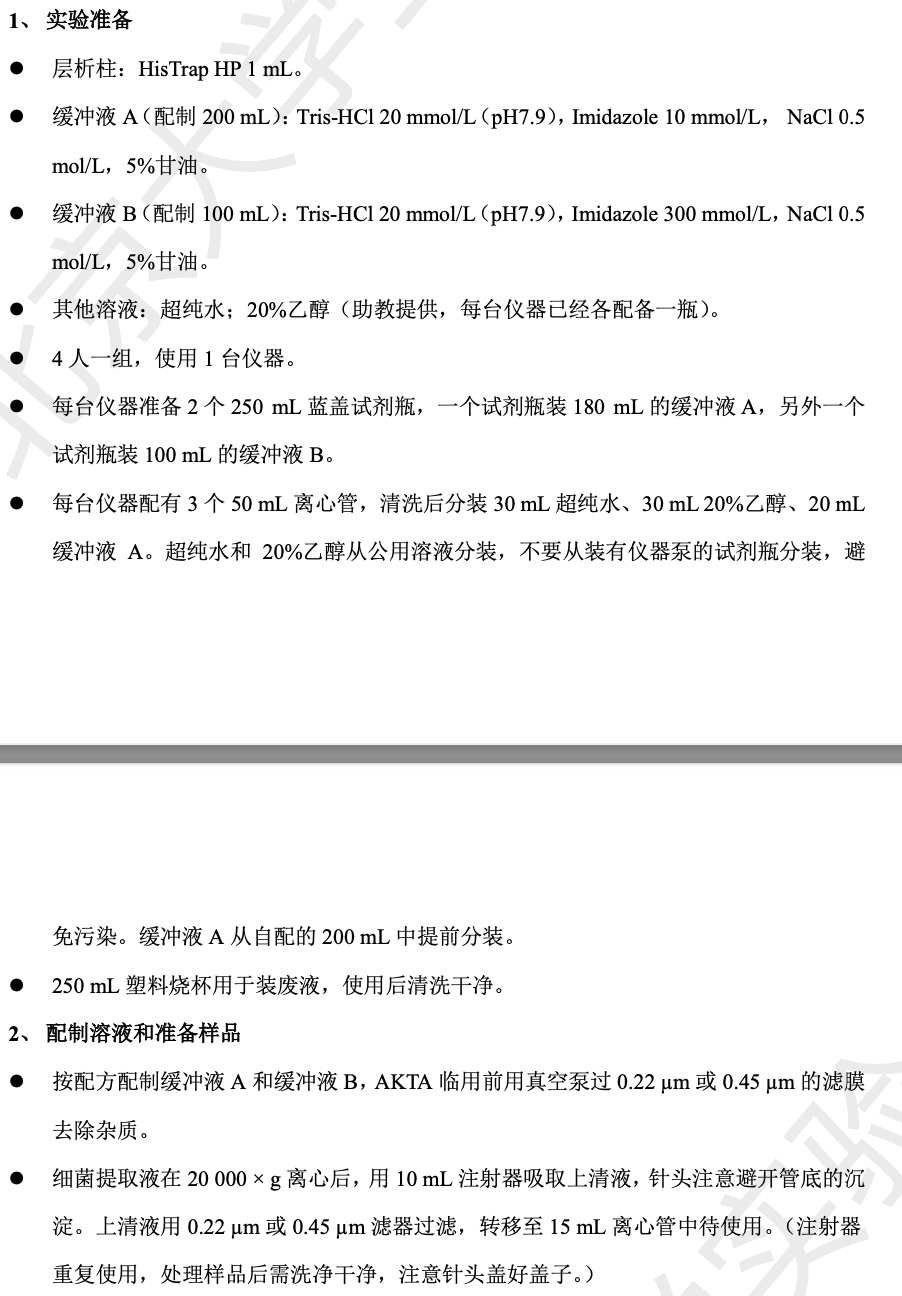 1、 实验准备
● 层析柱：HisTrap HP 1 mL。
● 缓冲液 A（配制 200 mL）：Tris-HCl 20 mmol/L（pH7.9），Imidazole 10 mmol/L， NaCl 0.5
mol/L，5%甘油。
● 缓冲液 B（配制 100 mL）：Tris-HCl 20 mmol/L（pH7.9），Imidazole 300 mmol/L，NaCl 0.5
mol/L，5%甘油。
● 其他溶液：超纯水；20%乙醇（助教提供，每台仪器已经各配备一瓶）。
● 4 人一组，使用 1 台仪器。
● 每台仪器准备 2 个 250 mL 蓝盖试剂瓶，一个试剂瓶装 180 mL 的缓冲液 A，另外一个
试剂瓶装 100 mL 的缓冲液 B。
● 每台仪器配有 3 个 50 mL 离心管，清洗后分装 30 mL 超纯水、30 mL 20%乙醇、20 mL
缓冲液 A。超纯水和 20%乙醇从公用溶液分装，不要从装有仪器泵的试剂瓶分装，避
免污染。缓冲液 A 从自配的 200 mL 中提前分装。
● 250 mL 塑料烧杯用于装废液，使用后清洗干净。
2、 配制溶液和准备样品
● 按配方配制缓冲液 A 和缓冲液 B，AKTA 临用前用真空泵过 0.22 μm 或 0.45 μm 的滤膜
去除杂质。
● 细菌提取液在 20 000 × g 离心后，用 10 mL 注射器吸取上清液，针头注意避开管底的沉
淀。上清液用 0.22 μm 或 0.45 μm 滤器过滤，转移至 15 mL 离心管中待使用。（注射器
重复使用，处理样品后需洗净干净，注意针头盖好盖子。）
北京大学
实验